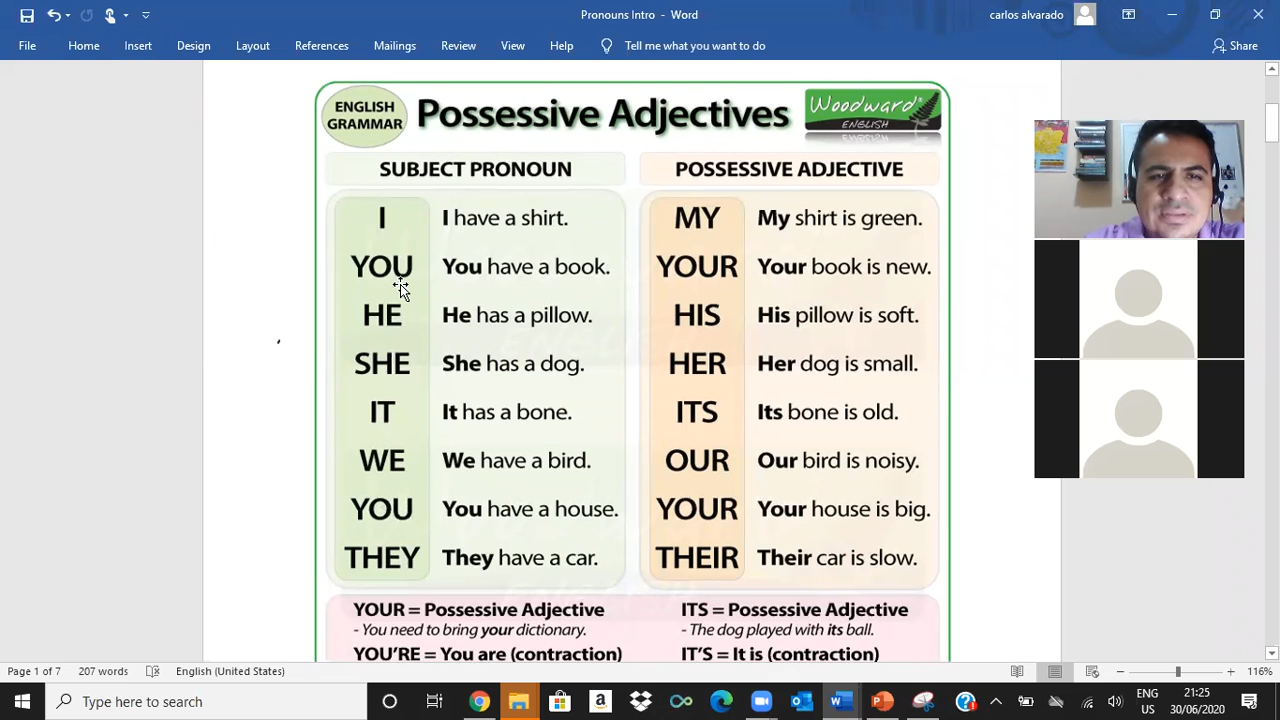 Pronouns Intro - Word
carlos alvarado
File Home Insert Design Layout References Mailings Review View Help Tell me what you want to do Share
ENGLISH GRAMMAR
Possessive Adjectives
Woodward ENGLISH
SUBJECT PRONOUN POSSESSIVE ADJECTIVE
I I have a shirt. MY My shirt is green.
YOU You have a book. YOUR Your book is new.
HE He has a pillow. HIS His pillow is soft.
SHE She has a dog. HER Her dog is small.
IT It has a bone. ITS Its bone is old.
WE We have a bird. OUR Our bird is noisy.
YOU You have a house. YOUR Your house is big.
THEY They have a car. THEIR Their car is slow.
YOUR = Possessive Adjective ITS = Possessive Adjective
- You need to bring your dictionary. - The dog played with its ball.
YOU'RE = You are (contraction) IT'S = It is (contraction)
Page 1 of 7 207 words English (United States) 116%
Type here to search
ENG 21:25
US 30/06/2020